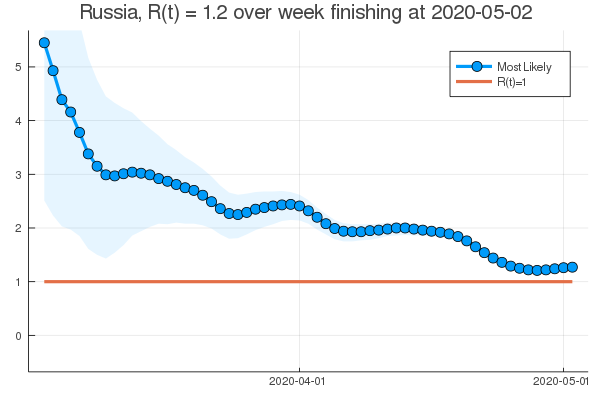 Russia, R(t) = 1.2 over week finishing at 2020-05-02
Most Likely
R(t)=1
5
4
3
2
1
0
2020-04-01
2020-05-01